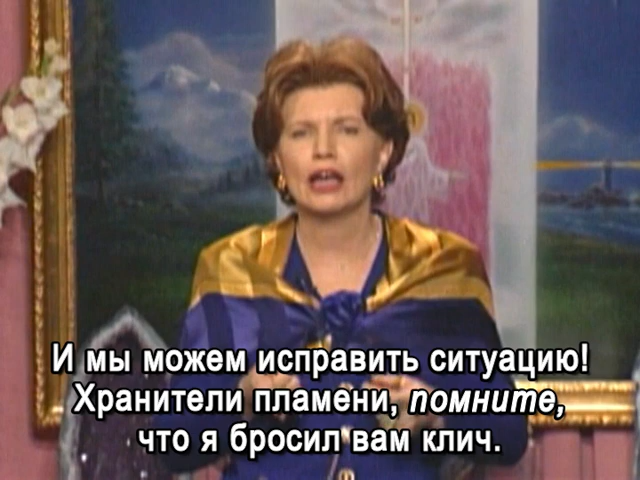 И мы можем исправить ситуацию!
Хранители пламени, помните,
что я бросил вам клич.